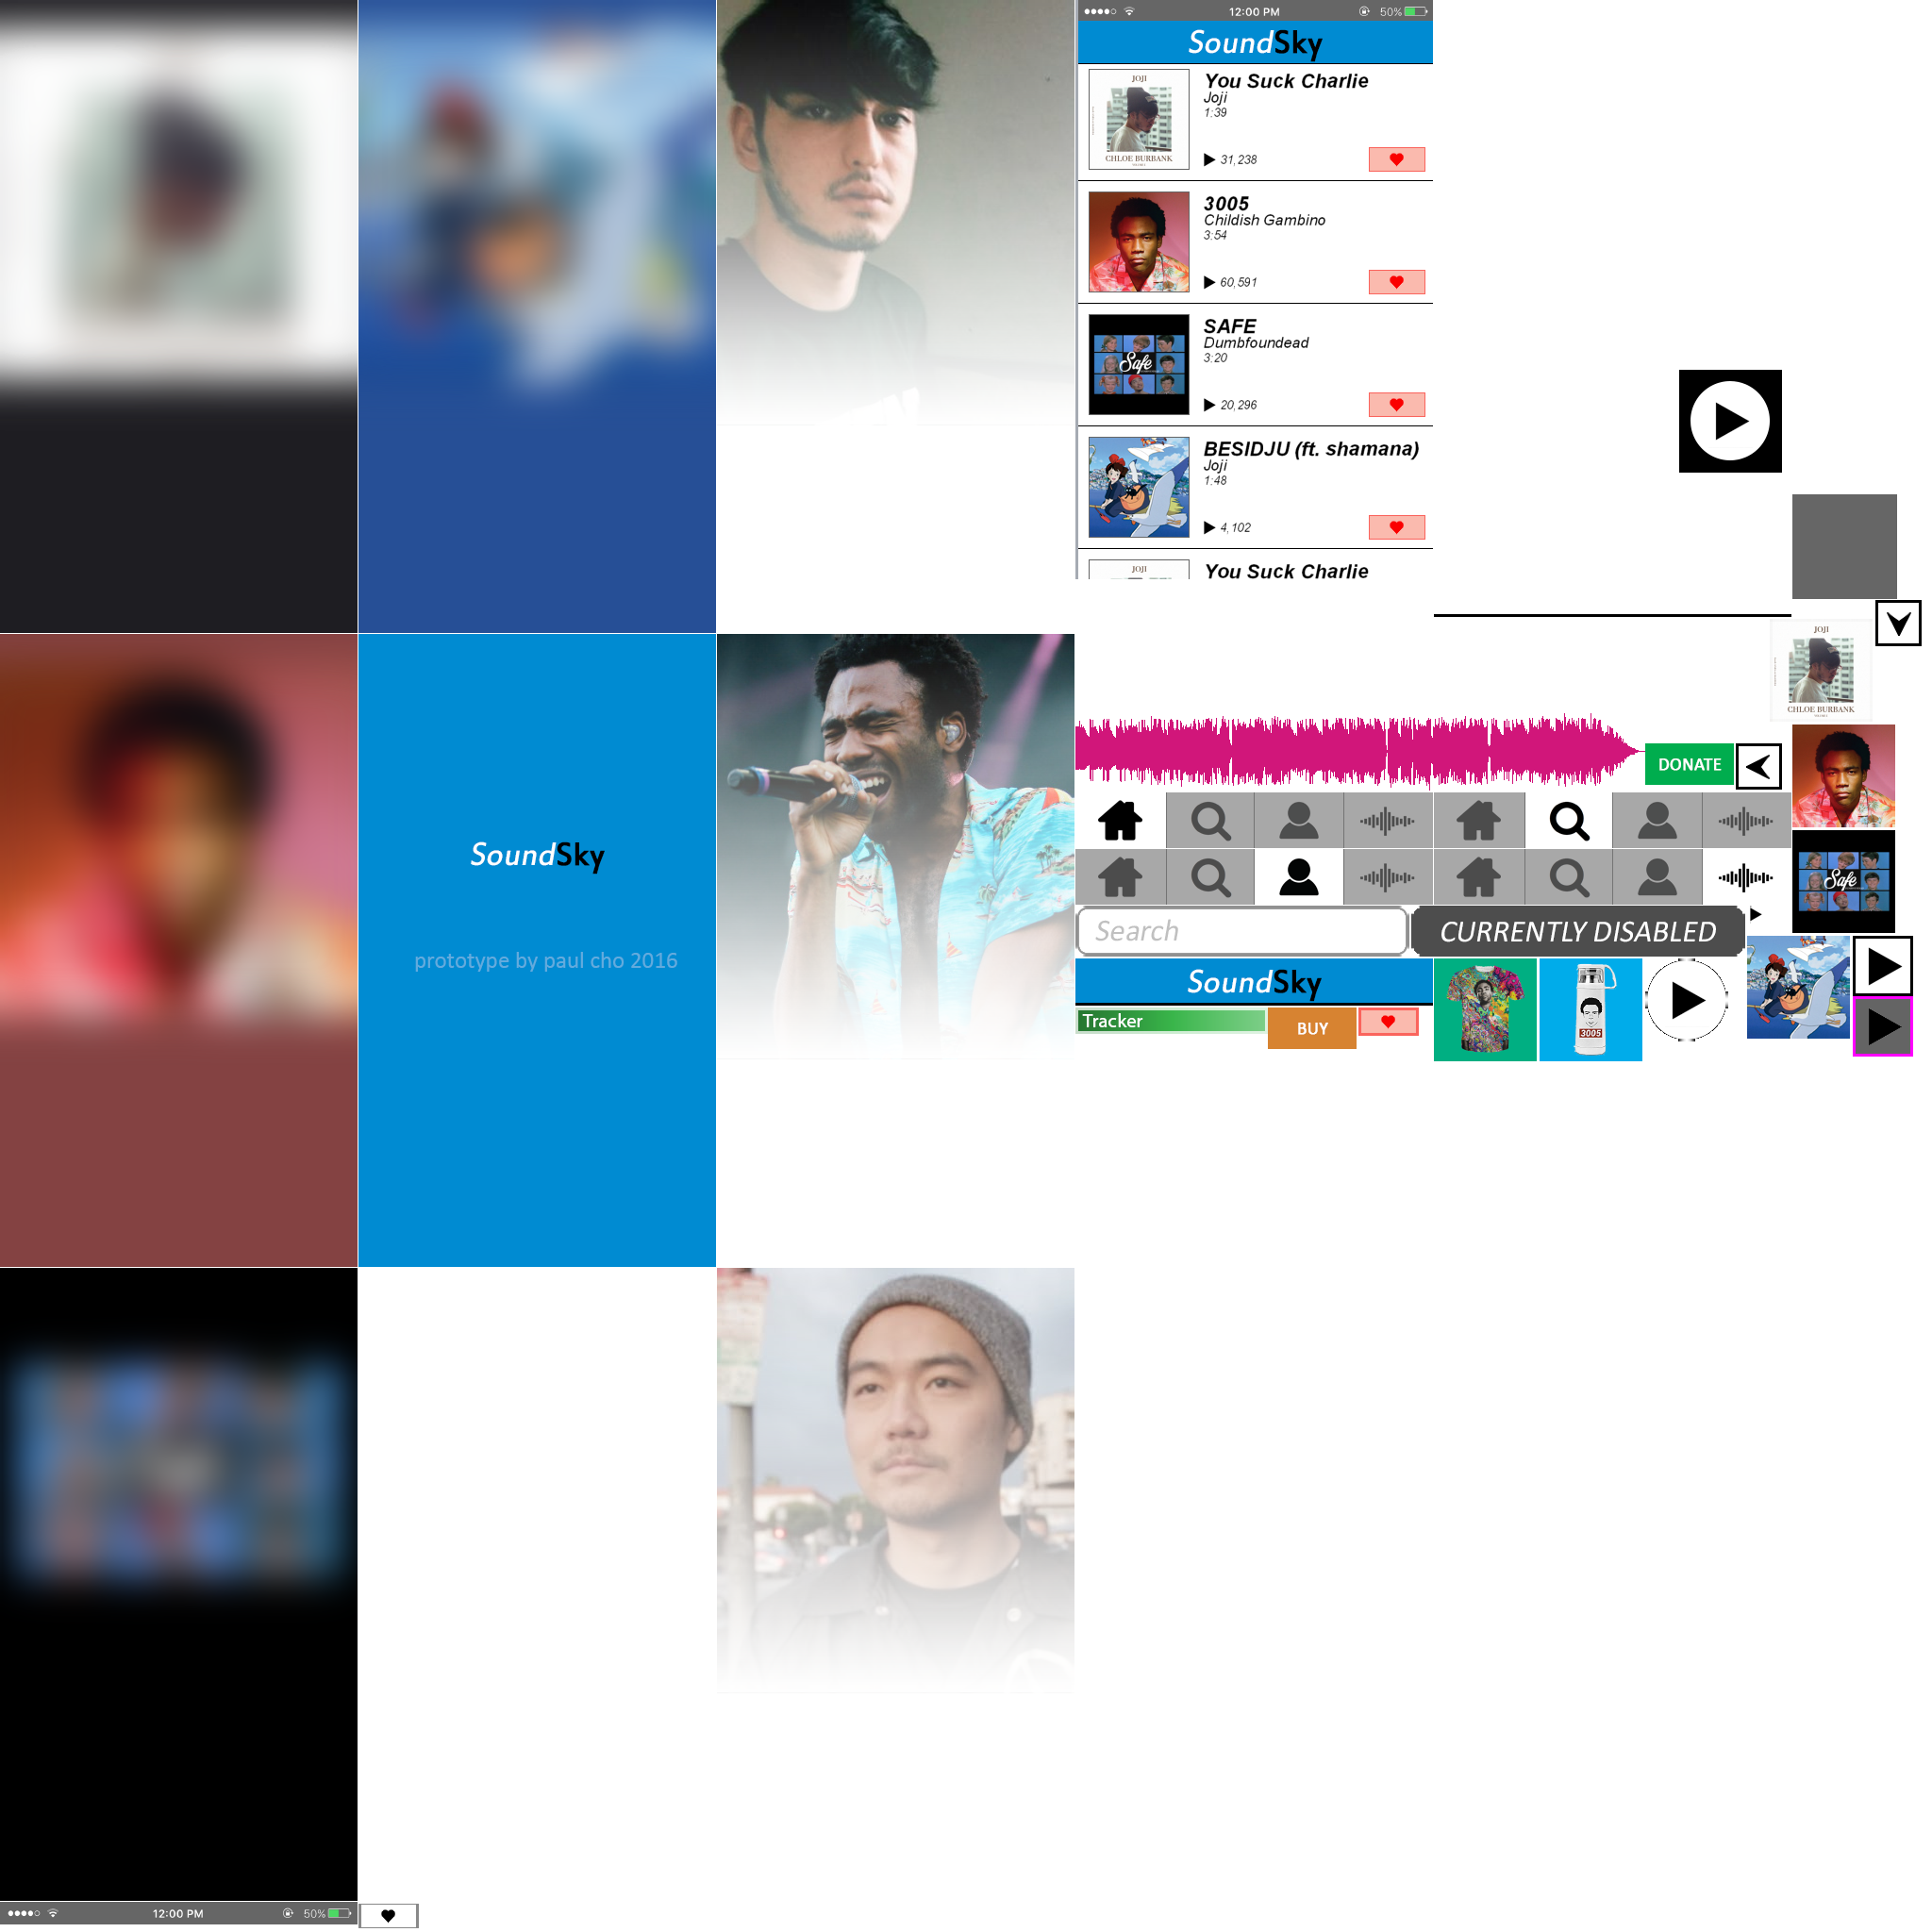 12:00 PM 50%
SoundSky
JOJI
CHLOE BURBANK
You Suck Charlie
Joji
1:39
31,238
3005
Childish Gambino
3:54
60,591
Safe
SAFE
Dumbfoundead
3:20
20,296
BESIDJU (ft. shamana)
Joji
1:48
4,102
JOJI
You Suck Charlie
JOJI
CHLOE BURBANK
DONATE
SoundSky
prototype by paul cho 2016
Safe
Search
CURRENTLY DISABLED
SoundSky
Tracker
BUY
3005
12:00 PM 50%